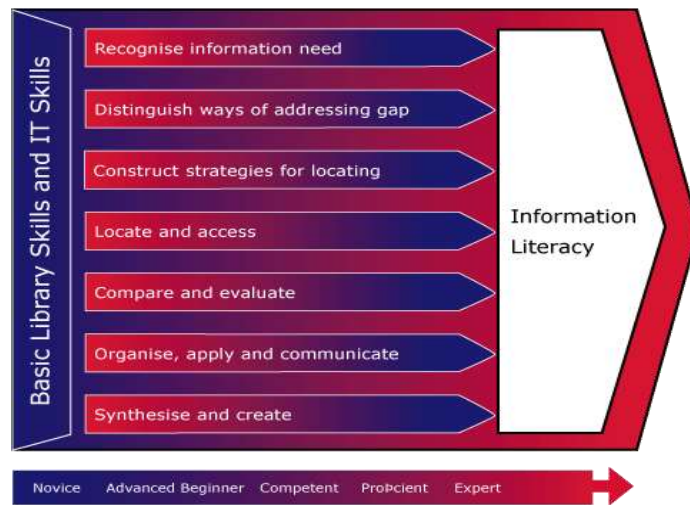 Basic Library Skills and IT Skills
Recognise information need
Distinguish ways of addressing gap
Construct strategies for locating
Locate and access
Compare and evaluate
Organise, apply and communicate
Synthesise and create
Information
Literacy
Novice Advanced Beginner Competent ProÞcient Expert